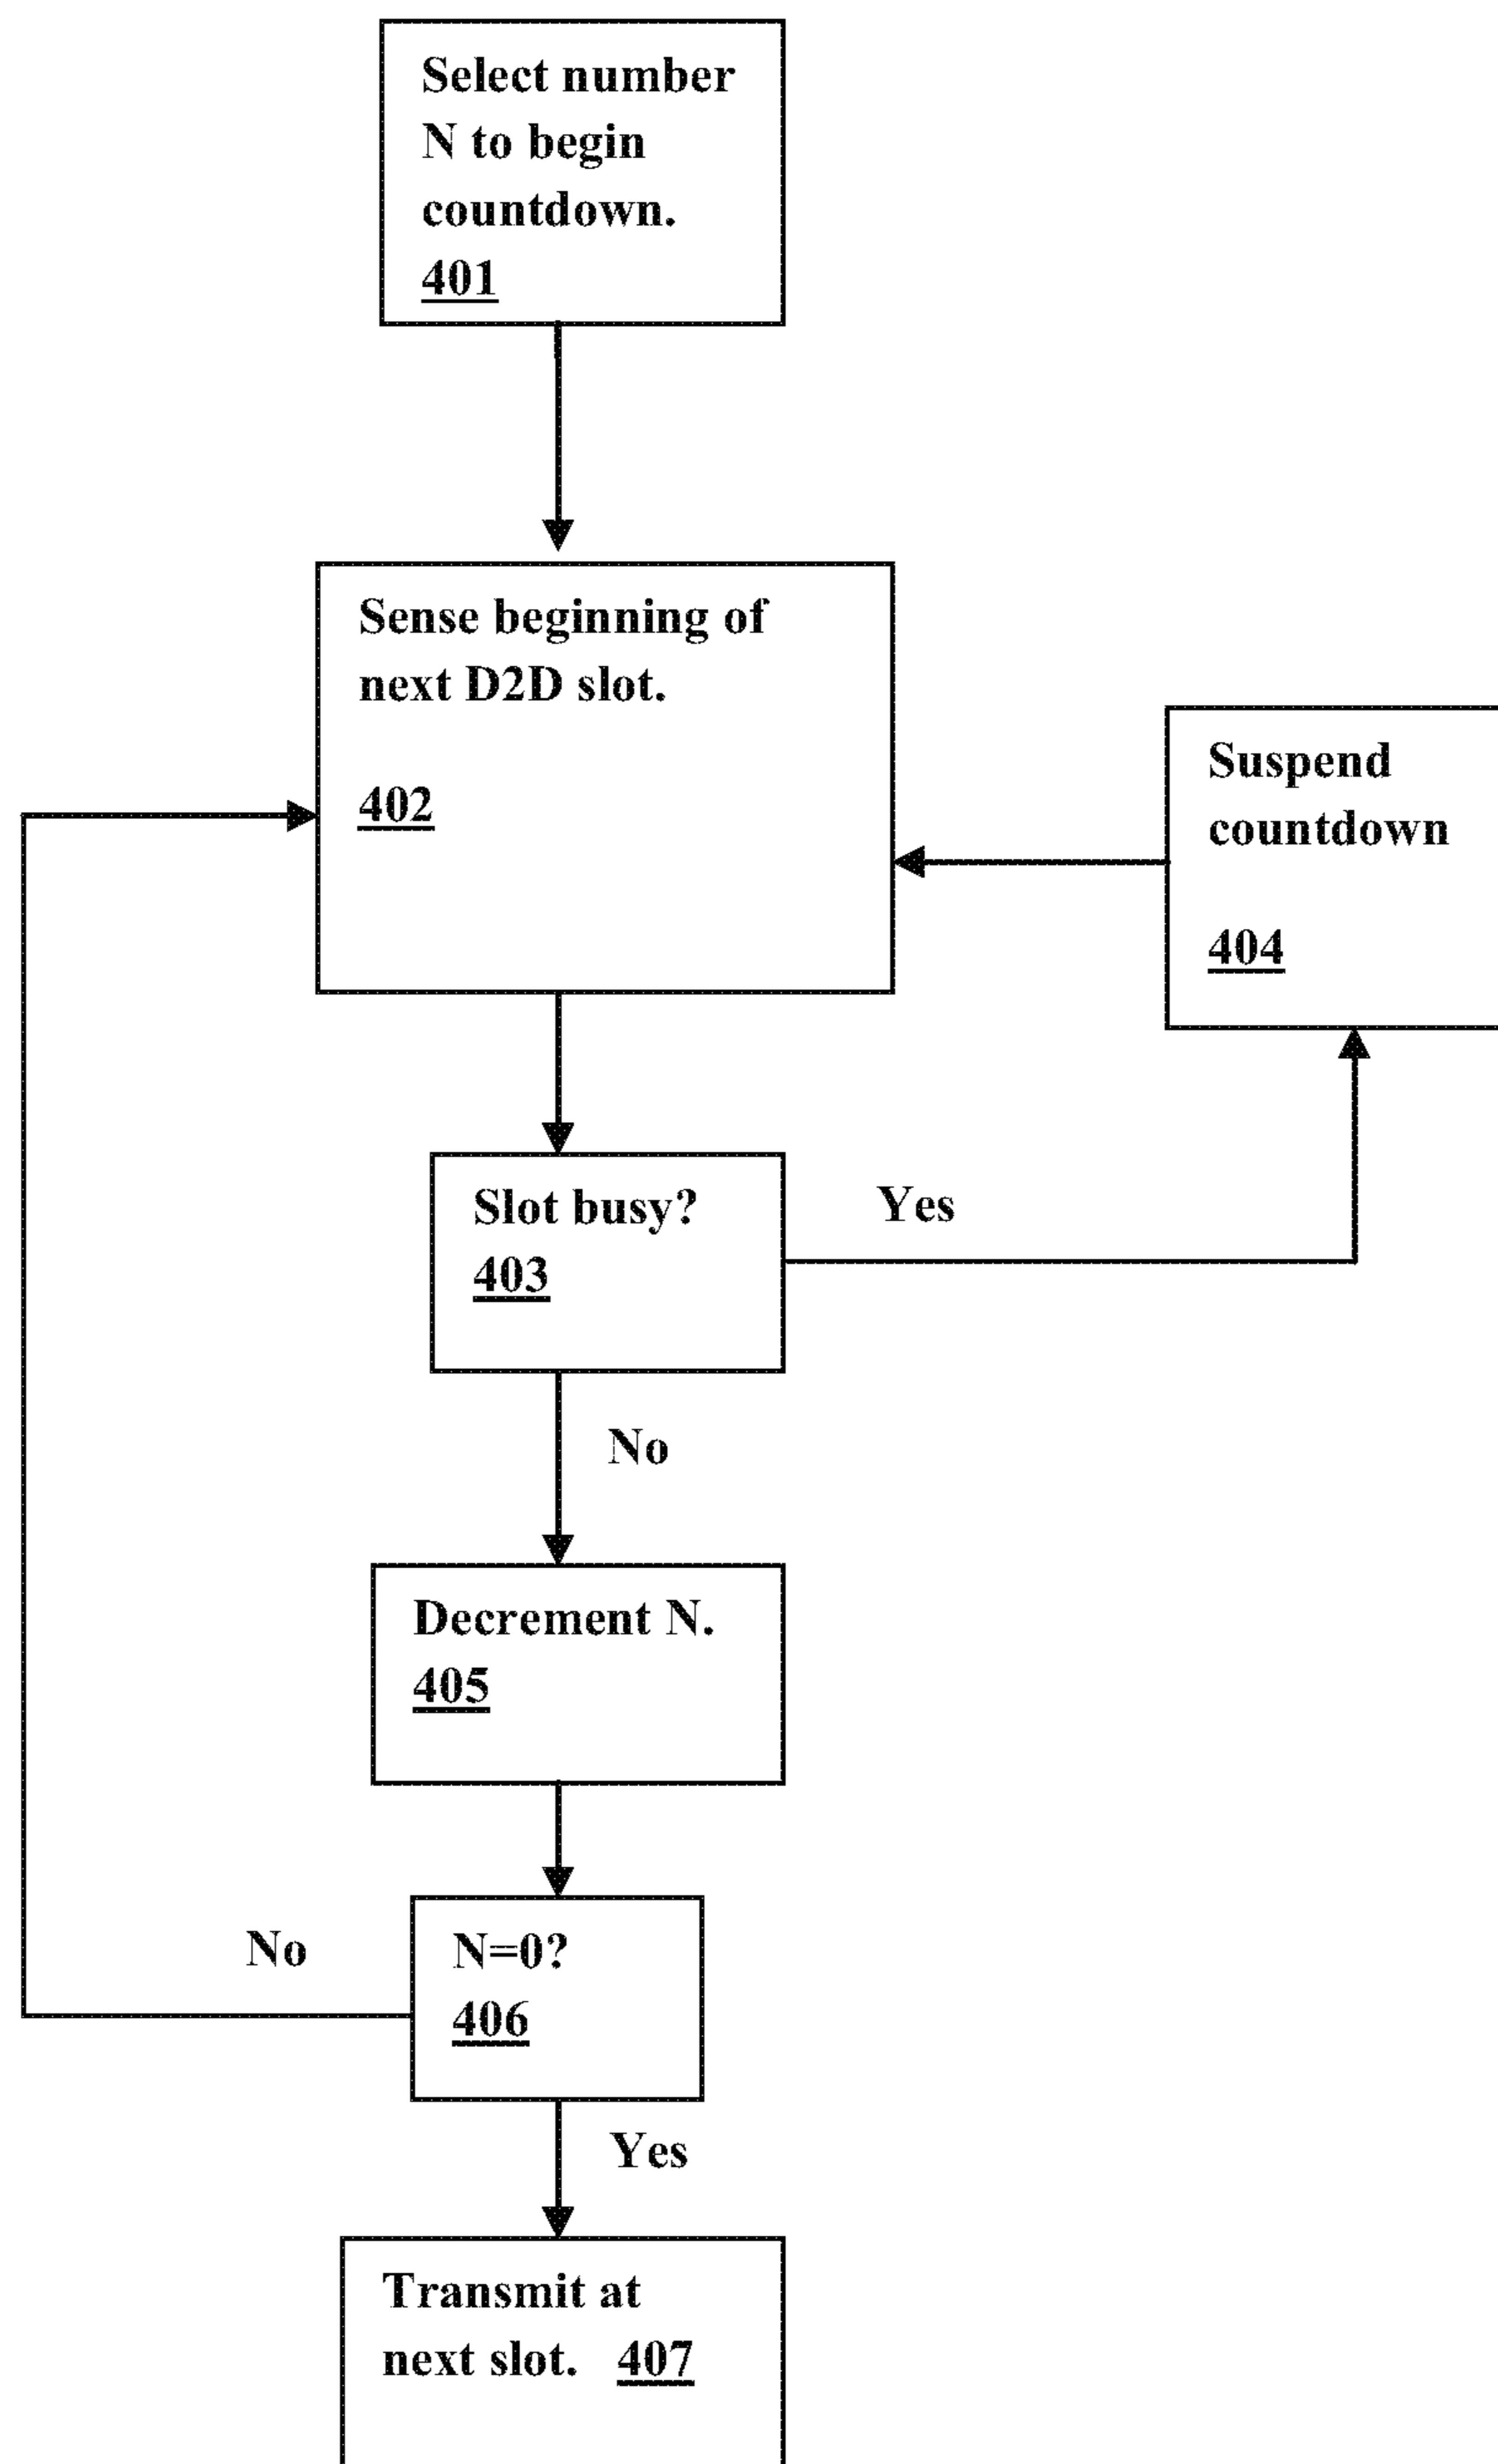 Select number
N to begin
countdown.
401
Sense beginning of
next D2D slot.
402
Suspend
countdown
404
Slot busy?
403
Yes
No
Decrement N.
405
N=0?
406
No
Yes
Transmit at
next slot. 407